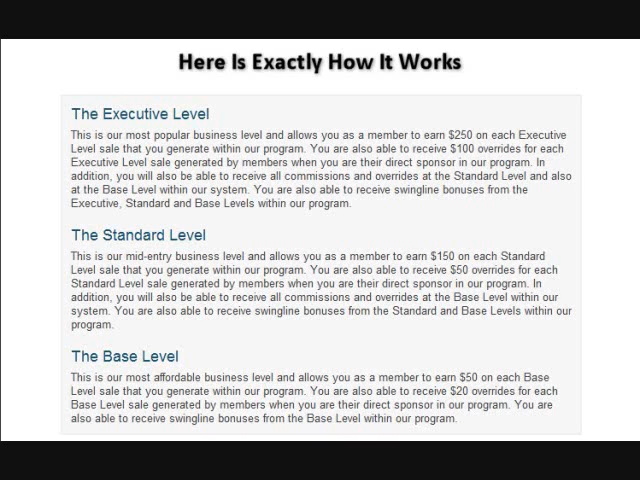 Here Is Exactly How It Works
The Executive Level
This is our most popular business level and allows you as a member to earn $250 on each Executive
Level sale that you generate within our program. You are also able to receive $100 overrides for each
Executive Level sale generated by members when you are their direct sponsor in our program. In
addition, you will also be able to receive all commissions and overrides at the Standard Level and also
at the Base Level within our system. You are also able to receive swingline bonuses from the
Executive, Standard and Base Levels within our program.
The Standard Level
This is our mid-entry business level and allows you as a member to earn $150 on each Standard
Level sale that you generate within our program. You are also able to receive $50 overrides for each
Standard Level sale generated by members when you are their direct sponsor in our program. In
addition, you will also be able to receive all commissions and overrides at the Base Level within our
system. You are also able to receive swingline bonuses from the Standard and Base Levels within our
program.
The Base Level
This is our most affordable business level and allows you as a member to earn $50 on each Base
Level sale that you generate within our program. You are also able to receive $20 overrides for each
Base Level sale generated by members when you are their direct sponsor in our program. You are
also able to receive swingline bonuses from the Base Level within our program.